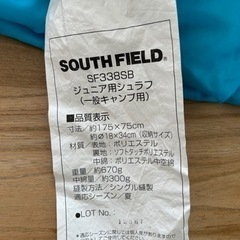 SOUTH FIELD
SF338SB
ジュニア用シュラフ
(一般キャンプ用)
■品質表示
寸法/約175×75cm
約Ø18×34cm(収納サイズ)
材質/表地:ポリエステル
裏地:ソフトタッチポリエステル
中綿:ポリエステル中空綿
重量/約670g
中綿/約300g
縫製方法/シングル縫製
適応シーズン/夏
●LOT No.: